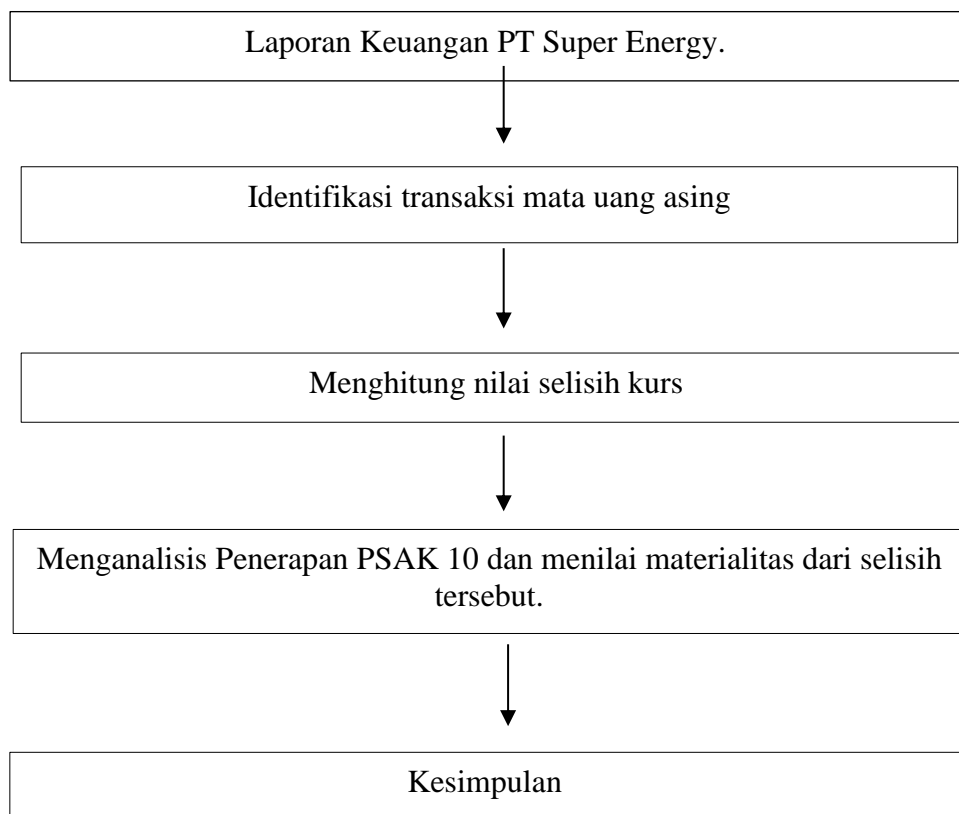 Laporan Keuangan PT Super Energy.
Identifikasi transaksi mata uang asing
Menghitung nilai selisih kurs
Menganalisis Penerapan PSAK 10 dan menilai materialitas dari selisih
tersebut.
Kesimpulan